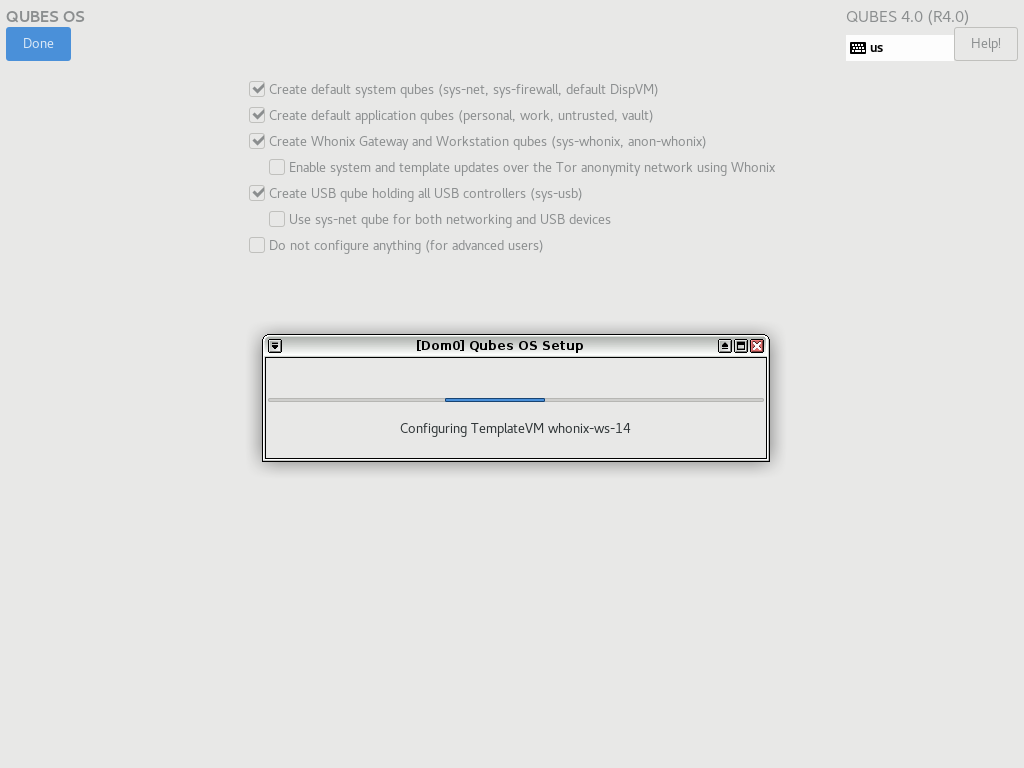 QUBES OS
QUBES 4.0 (R4.0)
Done
us
Help!
Create default system qubes (sys-net, sys-firewall, default DispVM)
Create default application qubes (personal, work, untrusted, vault)
Create Whonix Gateway and Workstation qubes (sys-whonix, anon-whonix)
Enable system and template updates over the Tor anonymity network using Whonix
Create USB qube holding all USB controllers (sys-usb)
Use sys-net qube for both networking and USB devices
Do not configure anything (for advanced users)
[Dom0] Qubes OS Setup
Configuring TemplateVM whonix-ws-14